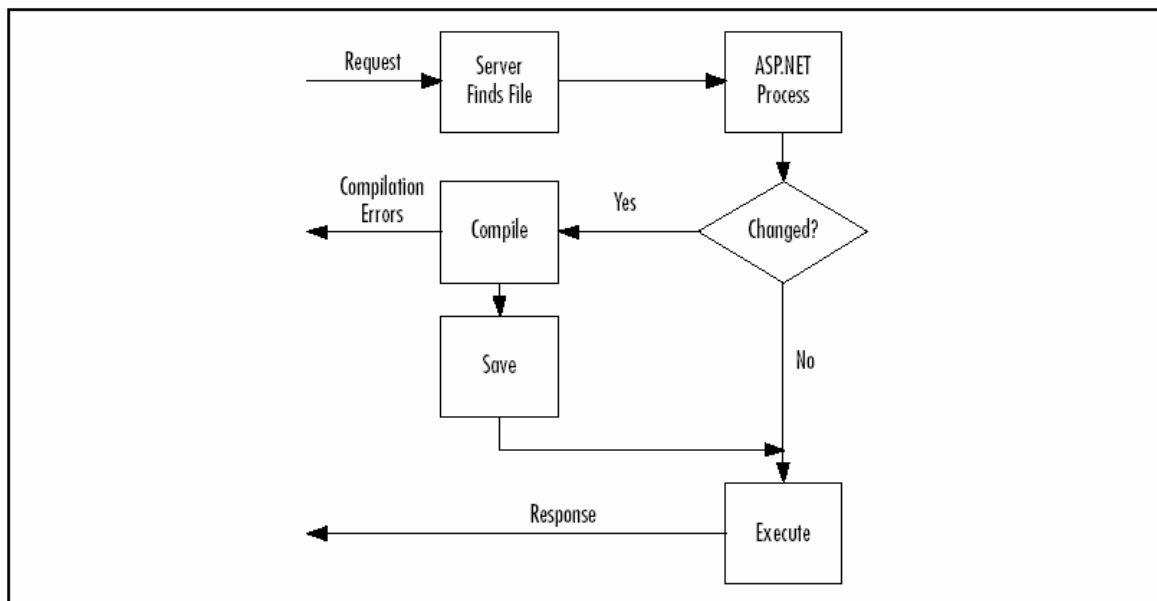 Request
Server
Finds File
ASP.NET
Process
Compilation
Errors
Compile
Yes
Changed?
Save
No
Response
Execute